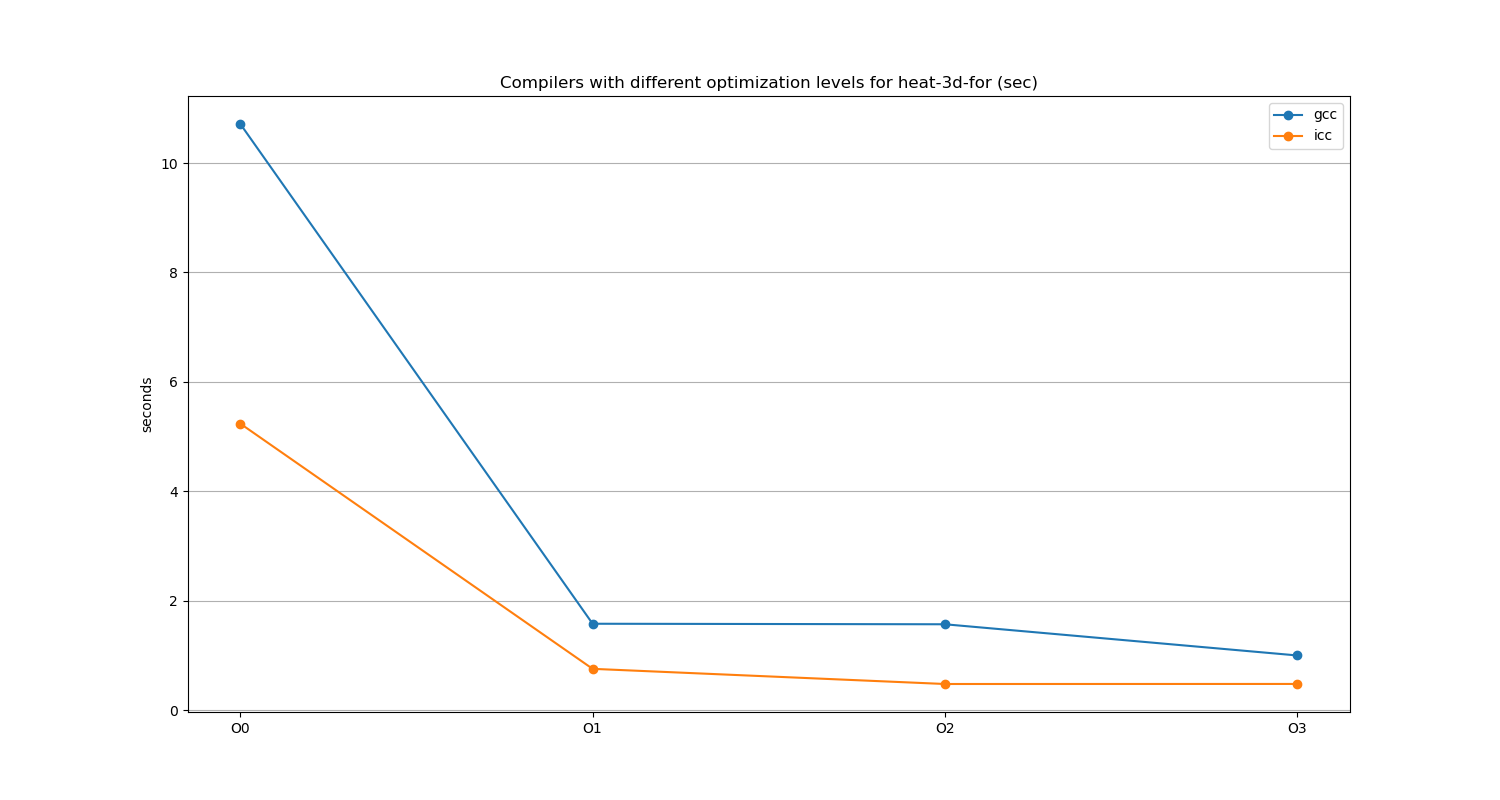 Compilers with different optimization levels for heat-3d-for (sec)
gcc
icc
10
8
6
4
2
0
seconds
O0
O1
O2
O3